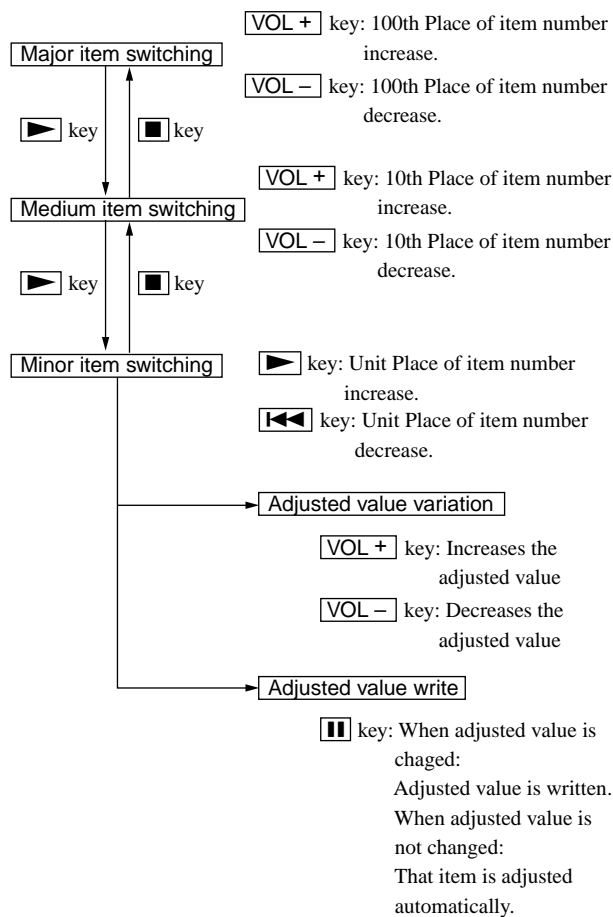 VOL + key: 100th Place of item number
increase.
Major item switching
VOL – key: 100th Place of item number
decrease.
key key
VOL + key: 10th Place of item number
increase.
Medium item switching
VOL – key: 10th Place of item number
decrease.
key key
Minor item switching
key: Unit Place of item number
increase.
key: Unit Place of item number
decrease.
Adjusted value variation
VOL + key: Increases the
adjusted value
VOL – key: Decreases the
adjusted value
Adjusted value write
key: When adjusted value is
chaged:
Adjusted value is written.
When adjusted value is
not changed:
That item is adjusted
automatically.